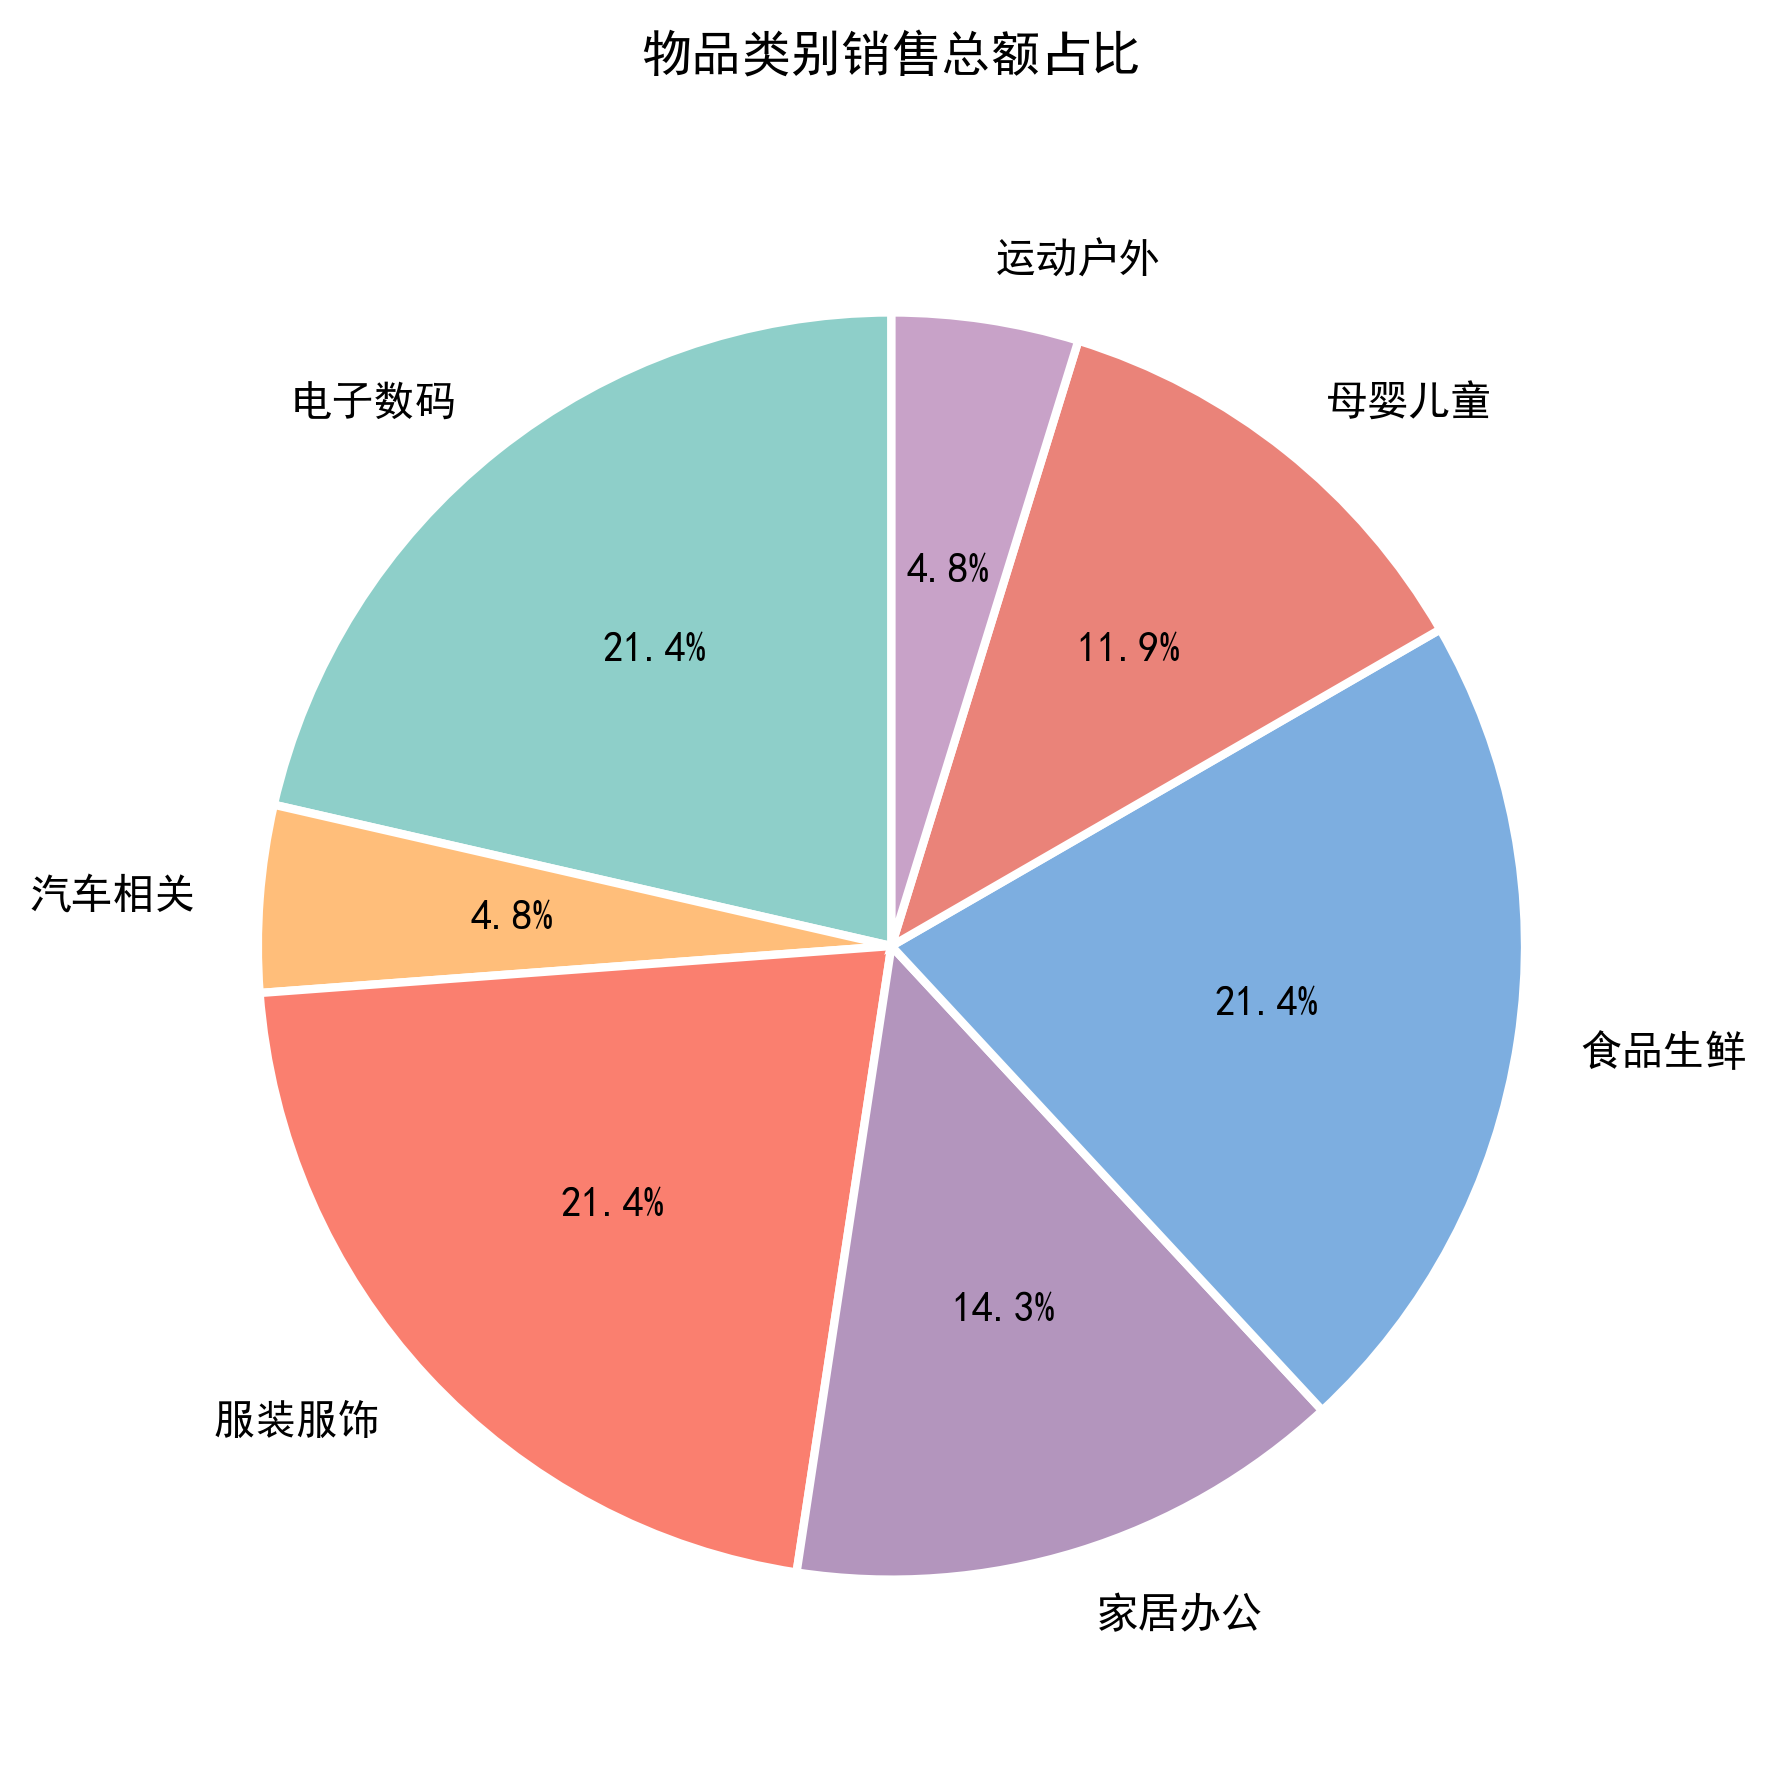 物品类别销售总额占比
运动户外
电子数码
母婴儿童
4.8%
21.4%
11.9%
汽车相关
4.8%
21.4%
食品生鲜
21.4%
14.3%
服装服饰
家居办公